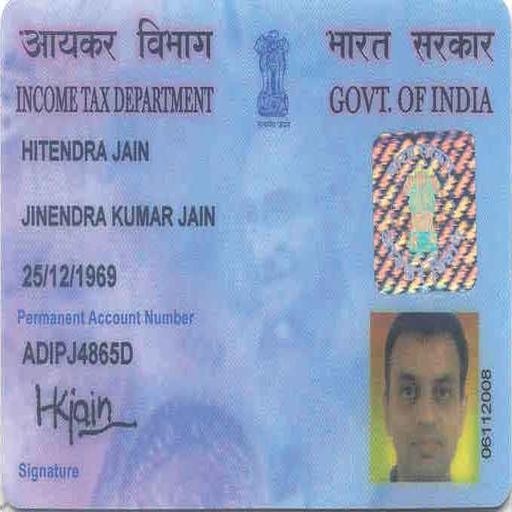 आयकर विभाग भारत सरकार
INCOME TAX DEPARTMENT GOVT. OF INDIA
HITENDRA JAIN
JINENDRA KUMAR JAIN
25/12/1969
Permanent Account Number
ADIPJ4865D
HKjain
Signature
06112008